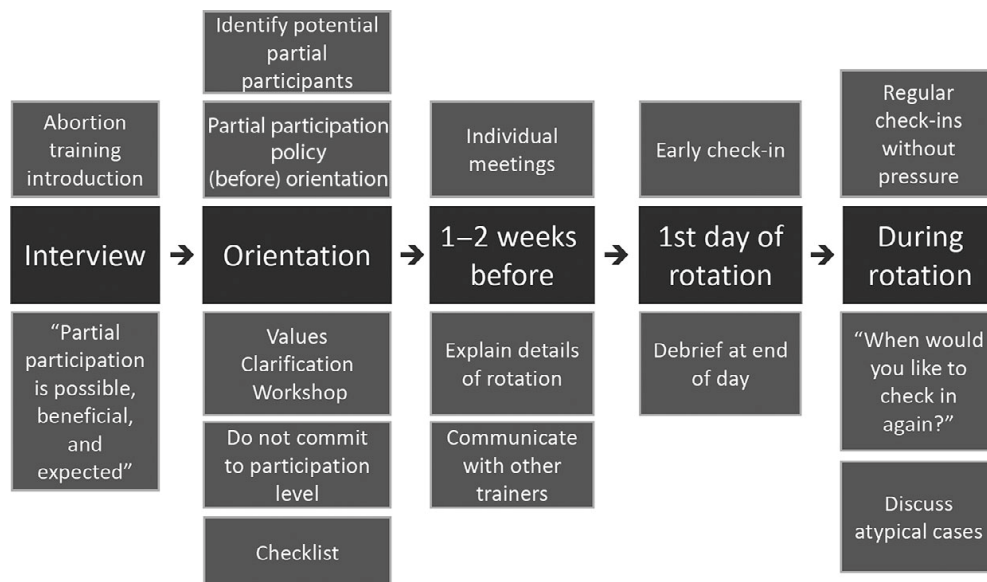 Identify potential
partial
participants
Abortion
training
introduction
Partial participation
policy
(before) orientation
Individual
meetings
Early check-in
Regular
check-ins
without
pressure
Interview
Orientation
1–2 weeks
before
1st day of
rotation
During
rotation
“Partial
participation
is possible,
beneficial,
and
expected”
Values
Clarification
Workshop
Do not commit
to participation
level
Checklist
Explain details
of rotation
Communicate
with other
trainers
Debrief at end
of day
“When would
you like to
check in
again?”
Discuss
atypical cases